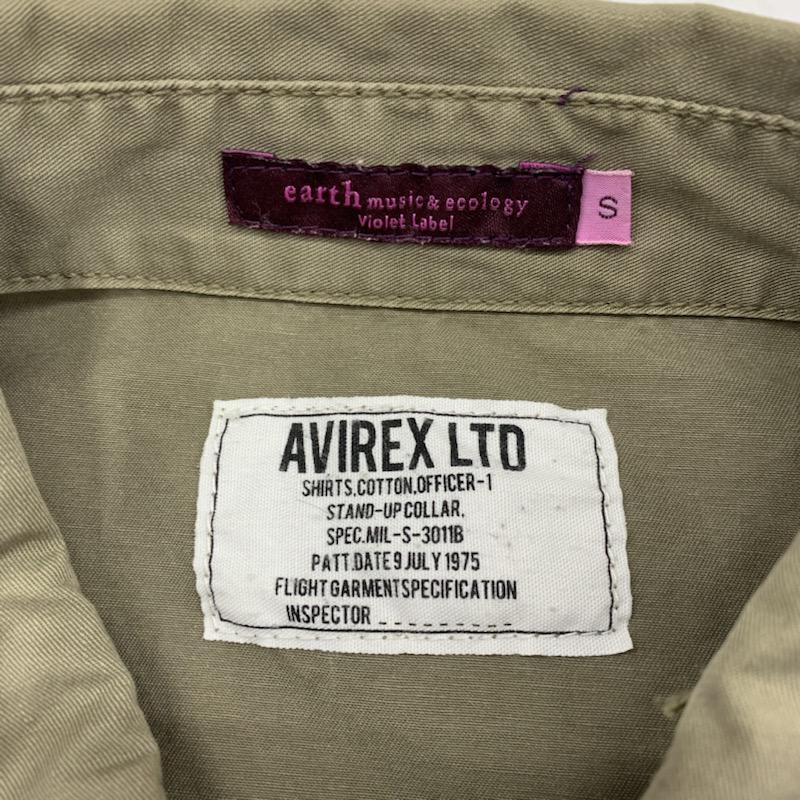 earth music & ecology
Violet Label
S
AVIREX LTD
SHIRTS,COTTON,OFFICER-1
STAND-UP COLLAR.
SPEC.MIL-S-3011B
PATT.DATE 9 JULY 1975
FLIGHT GARMENT SPECIFICATION
INSPECTOR _ _ _ _ _ _ _ _